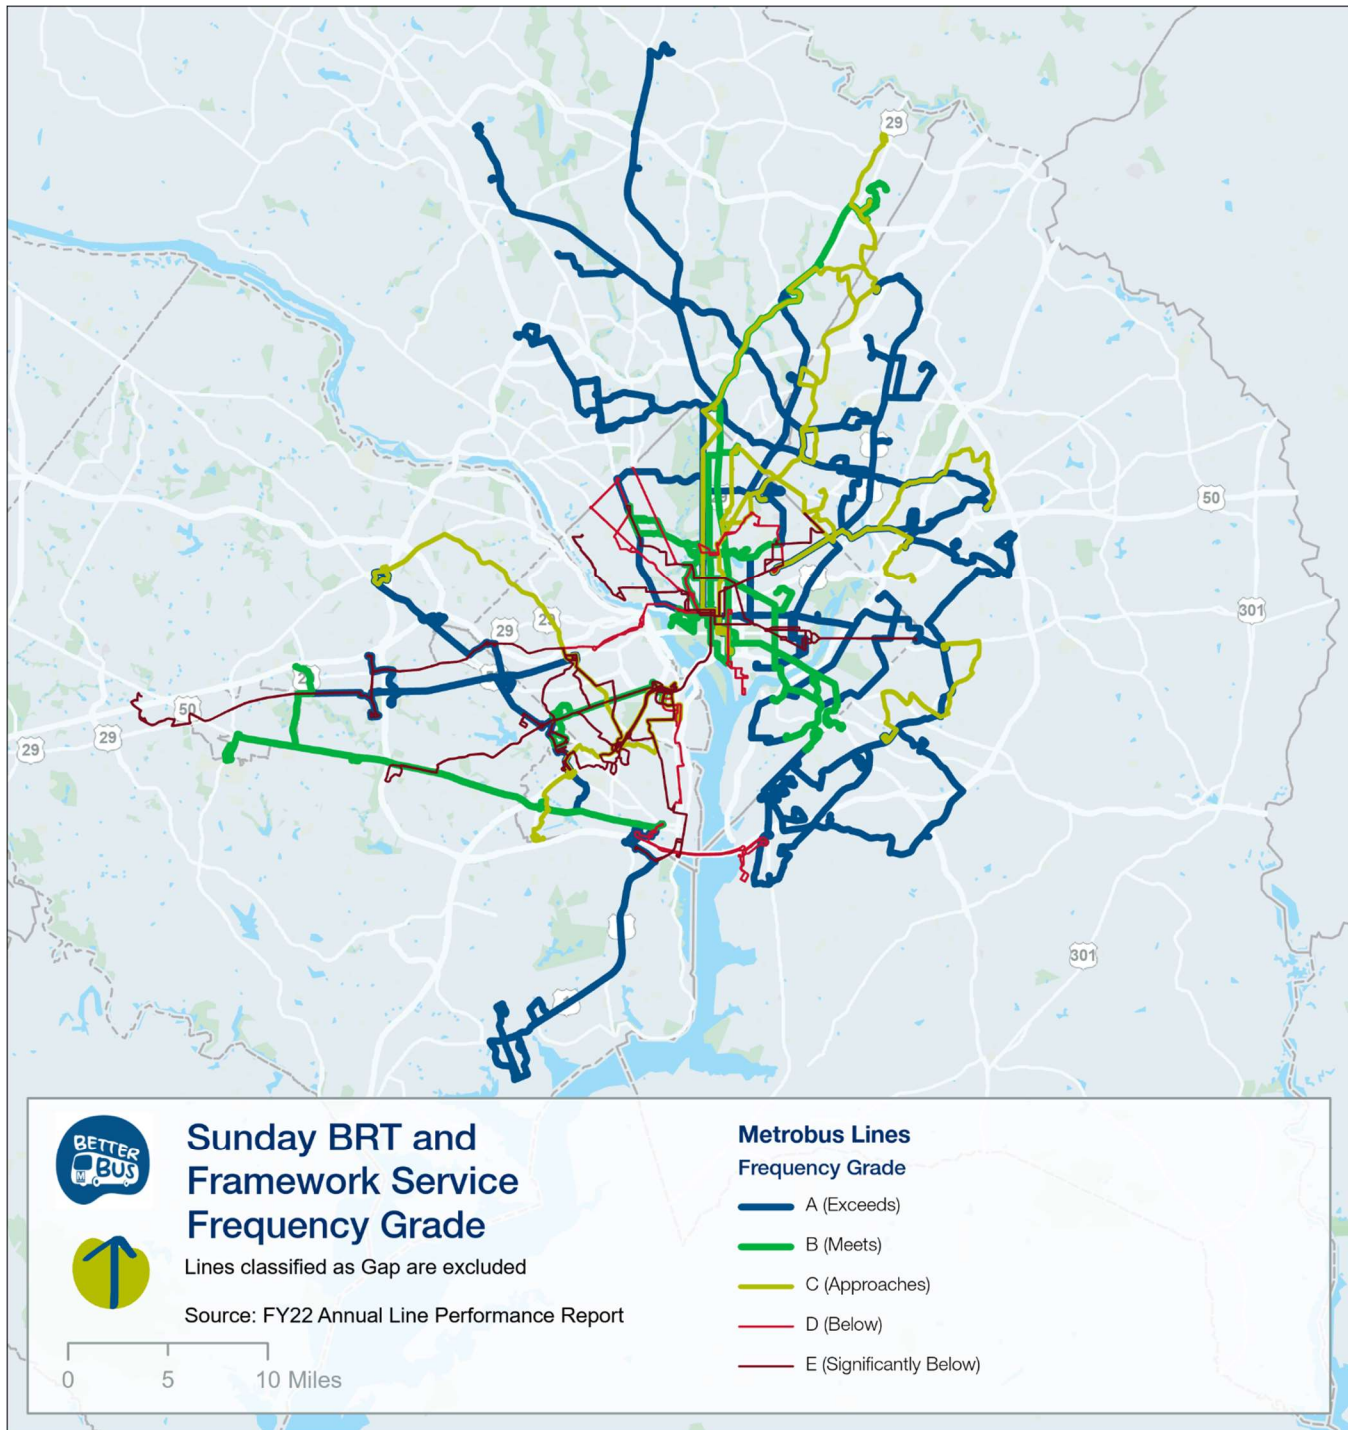 29
50
301
29
2
50
29
29
301
BETTER
BUS
M
Sunday BRT and
Framework Service
Frequency Grade
Lines classified as Gap are excluded
Source: FY22 Annual Line Performance Report
0 5 10 Miles
Metrobus Lines
Frequency Grade
A (Exceeds)
B (Meets)
C (Approaches)
D (Below)
E (Significantly Below)